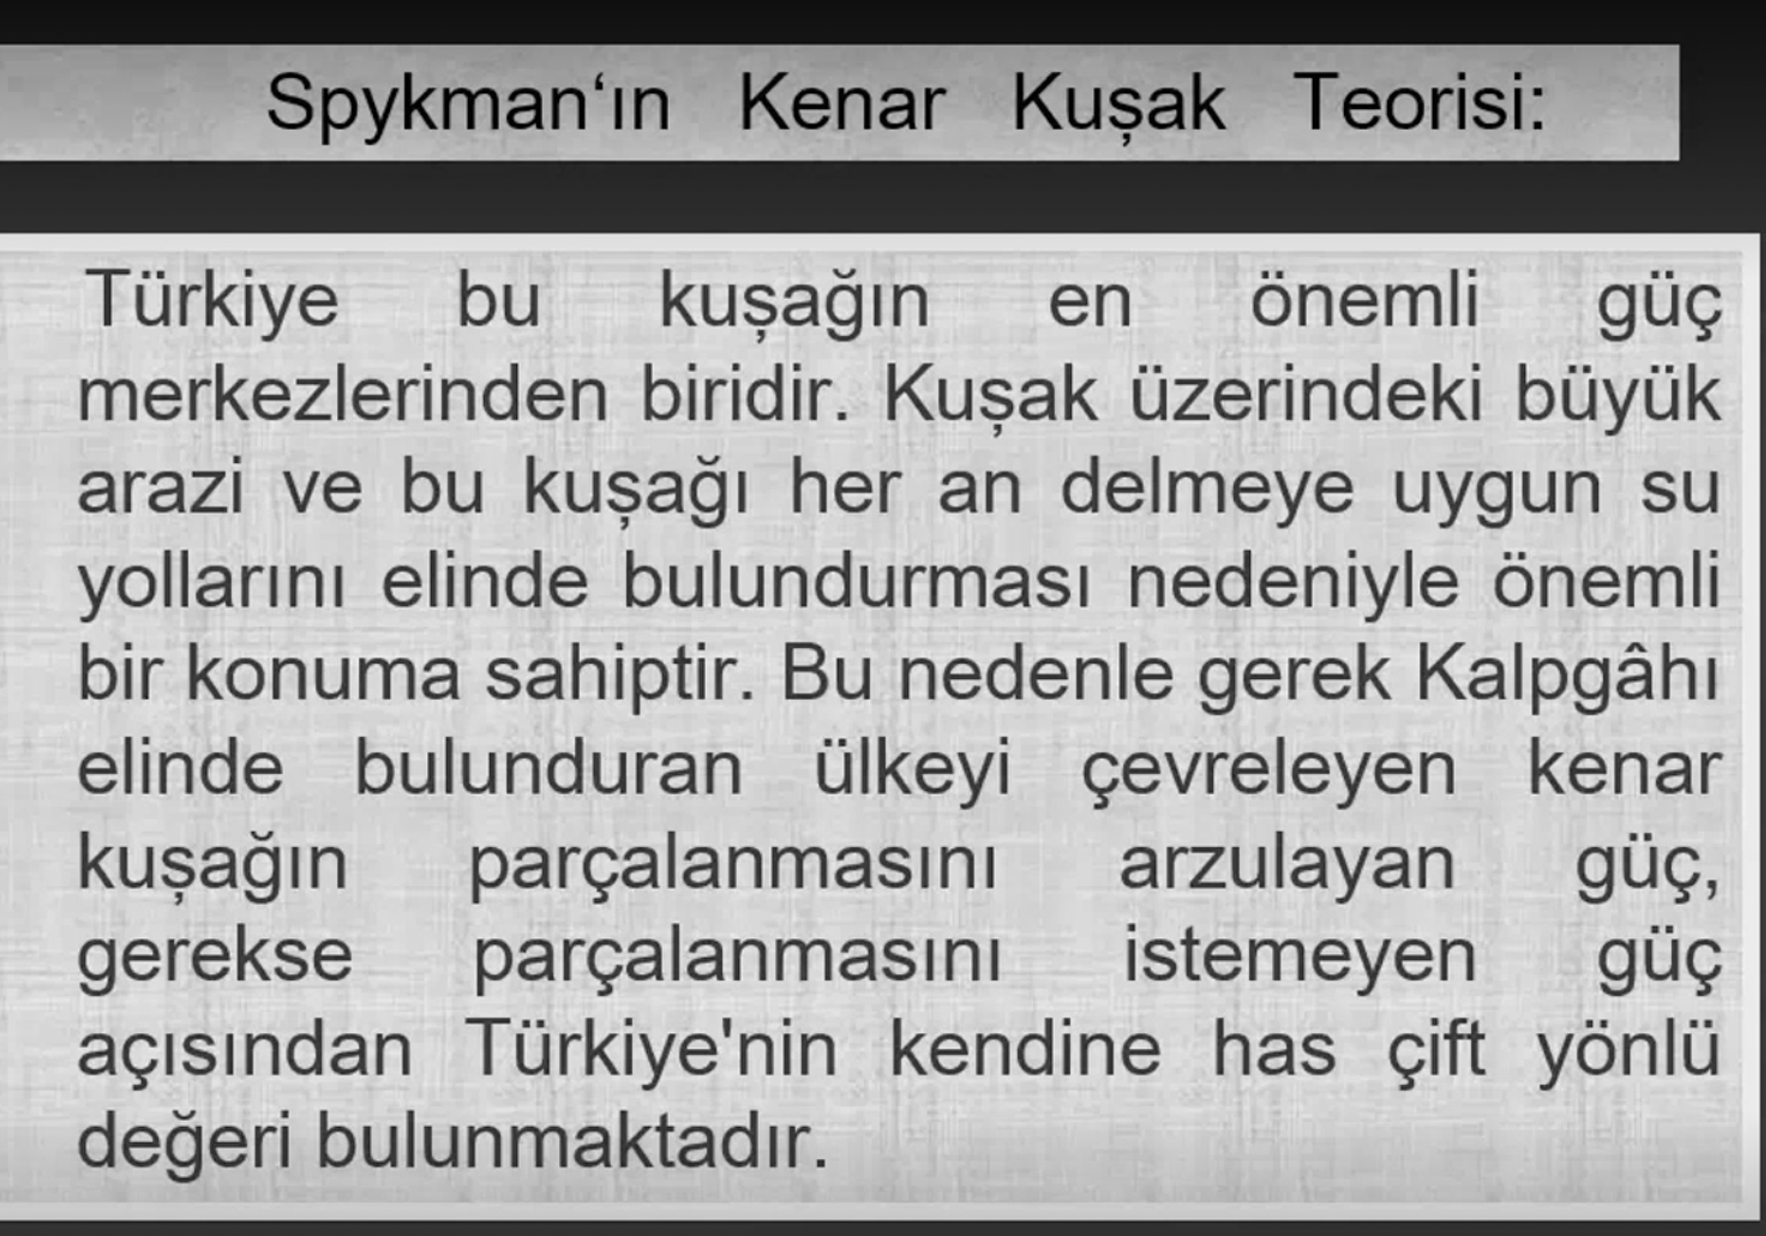 Spykman‘ın Kenar Kuşak Teorisi:
Türkiye bu kuşağın en önemli güç
merkezlerinden biridir. Kuşak üzerindeki büyük
arazi ve bu kuşağı her an delmeye uygun su
yollarını elinde bulundurması nedeniyle önemli
bir konuma sahiptir. Bu nedenle gerek Kalpgâhı
elinde bulunduran ülkeyi çevreleyen kenar
kuşağın parçalanmasını arzulayan güç,
gerekse parçalanmasını istemeyen güç
açısından Türkiye'nin kendine has çift yönlü
değeri bulunmaktadır.